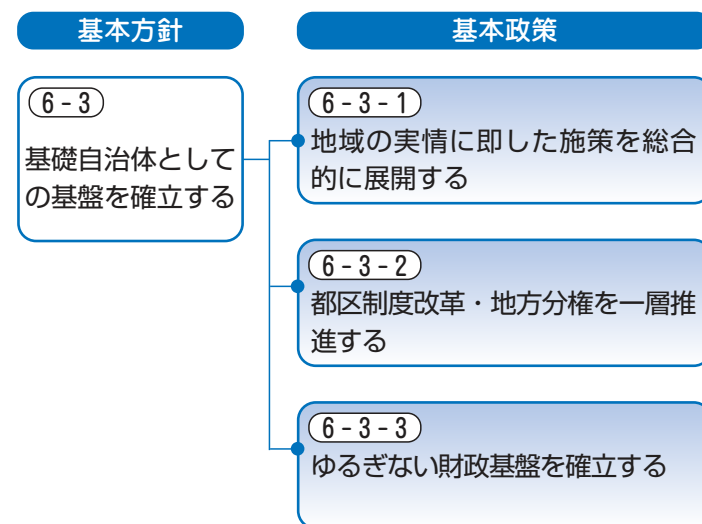 基本方針
基本政策
6-3
基礎自治体として
の基盤を確立する
6-3-1
地域の実情に即した施策を総合
的に展開する
6-3-2
都区制度改革・地方分権を一層推
進する
6-3-3
ゆるぎない財政基盤を確立する